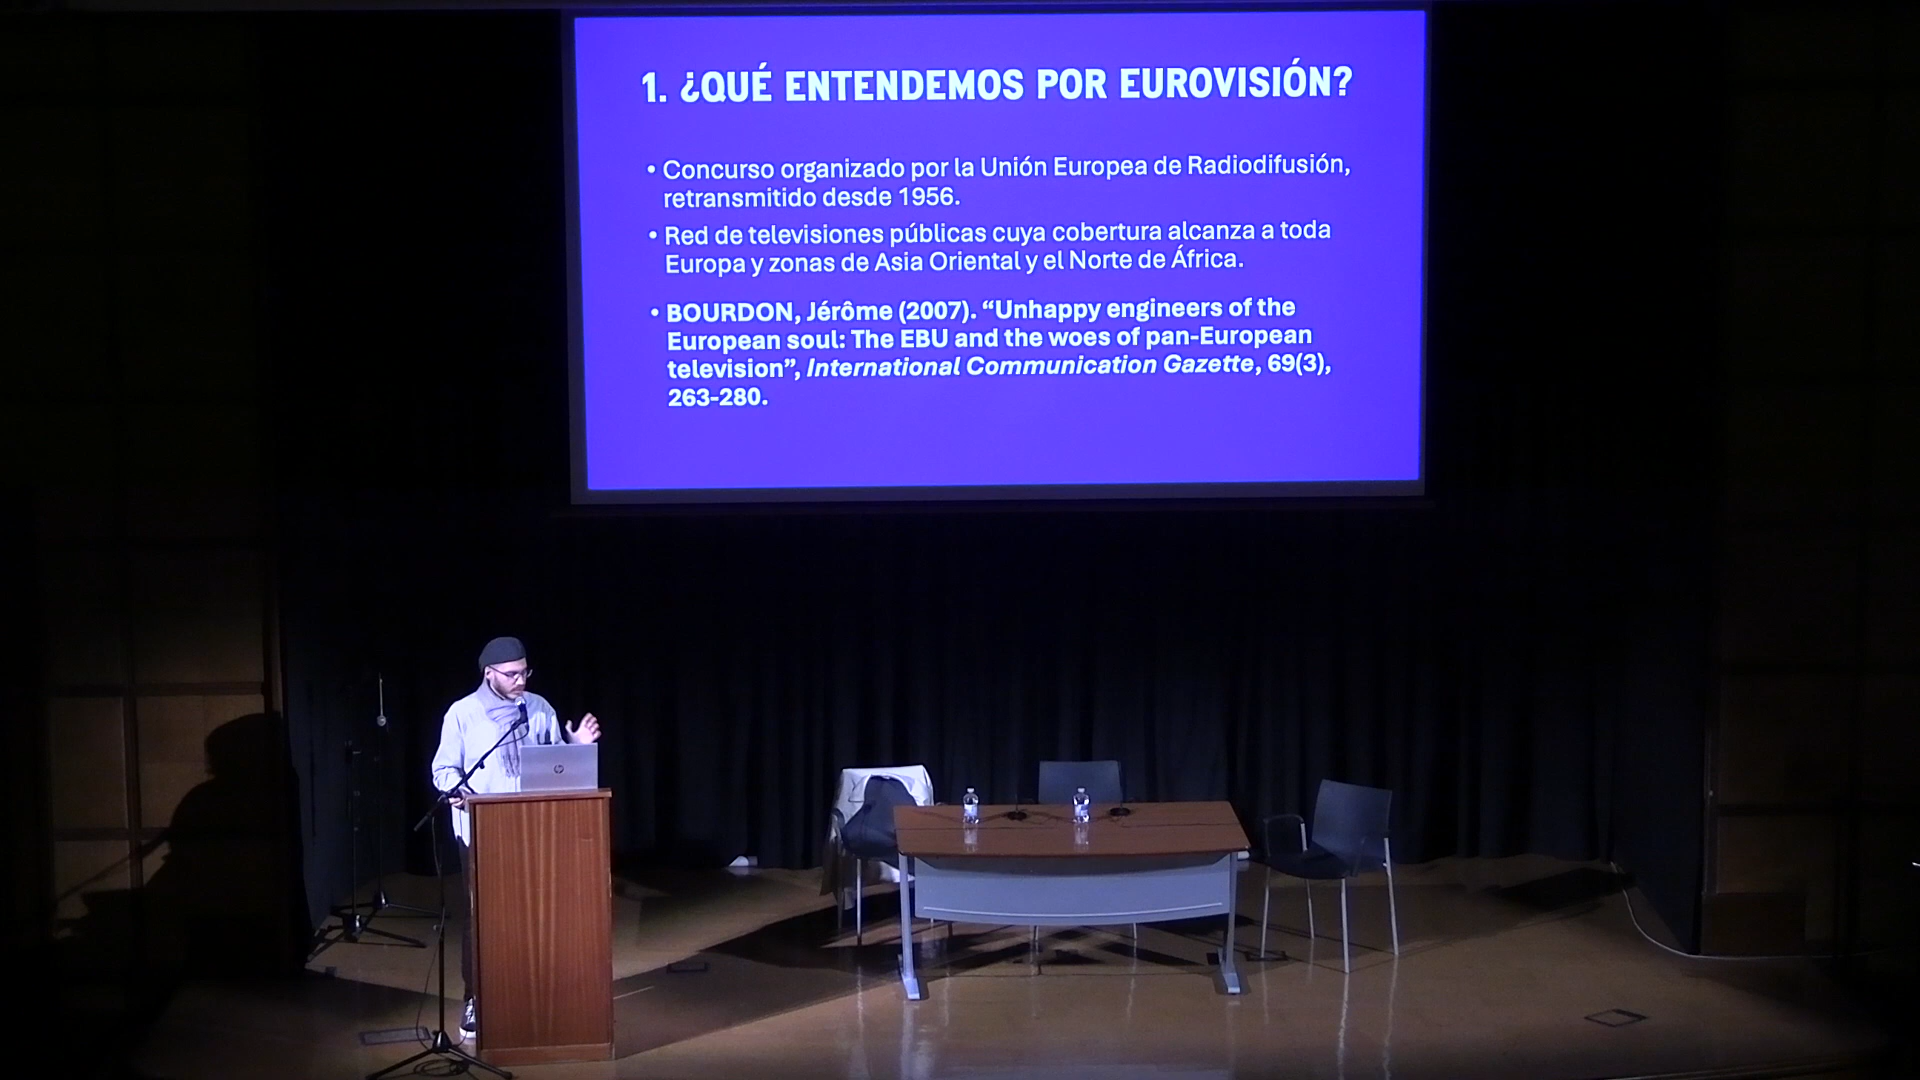 1. ¿QUÉ ENTENDEMOS POR EUROVISIÓN?
• Concurso organizado por la Unión Europea de Radiodifusión,
retransmitido desde 1956.
• Red de televisiones públicas cuya cobertura alcanza a toda
Europa y zonas de Asia Oriental y el Norte de África.
• BOURDON, Jérôme (2007). “Unhappy engineers of the
European soul: The EBU and the woes of pan-European
television”, International Communication Gazette, 69(3),
263-280.
hp